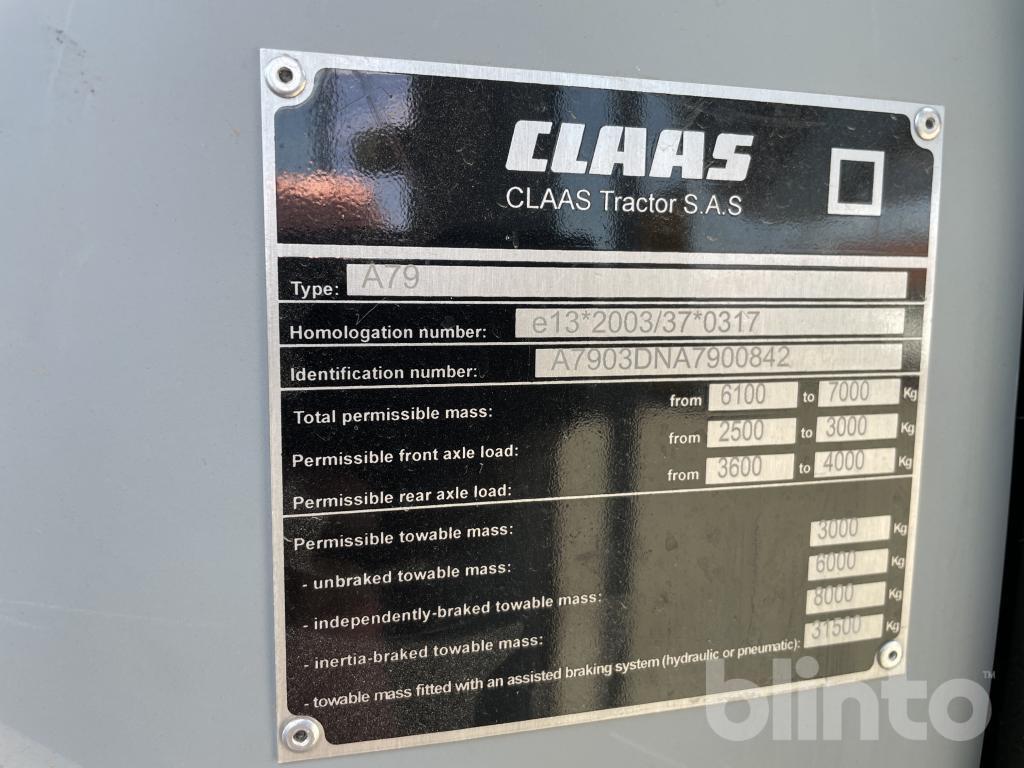 CLAAS
CLAAS Tractor S.A.S
Type: A79
Homologation number: e13*2003/37*0317
Identification number: A7903DNA7900842
Total permissible mass: from 6100 to 7000 Kg
Permissible front axle load: from 2500 to 3000 Kg
Permissible rear axle load: from 3600 to 4000 Kg
Permissible towable mass:
- unbraked towable mass: 3000 Kg
- independently-braked towable mass: 6000 Kg
- inertia-braked towable mass: 8000 Kg
- towable mass fitted with an assisted braking system (hydraulic or pneumatic): 31500 Kg
blinto™